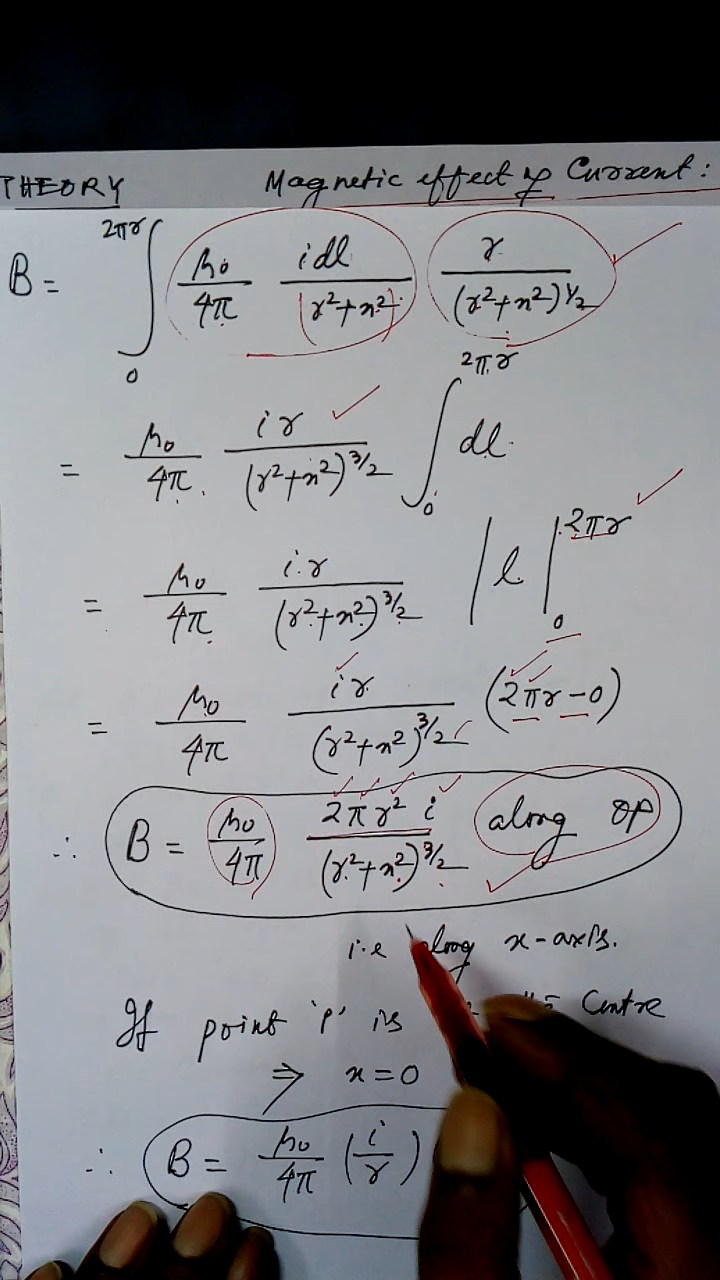 THEORY Magnetic effect of Current:
B = ∫₀^{2πr} μ₀/4π idl/(r²+x²) r/(r²+x²)^{1/2}
= μ₀/4π ir/(r²+x²)^{3/2} ∫₀^{2πr} dl.
= μ₀/4π i.r/(r²+x²)^{3/2} |l|₀^{2πr}
= μ₀/4π ir/(r²+x²)^{3/2} (2πr-0)
∴ B = μ₀/4π 2πr² i/(r²+x²)^{3/2} along OP
i.e along x-axis.
If point 'P' is Centre
⇒ x=0
∴ B = μ₀/4π (i/r)